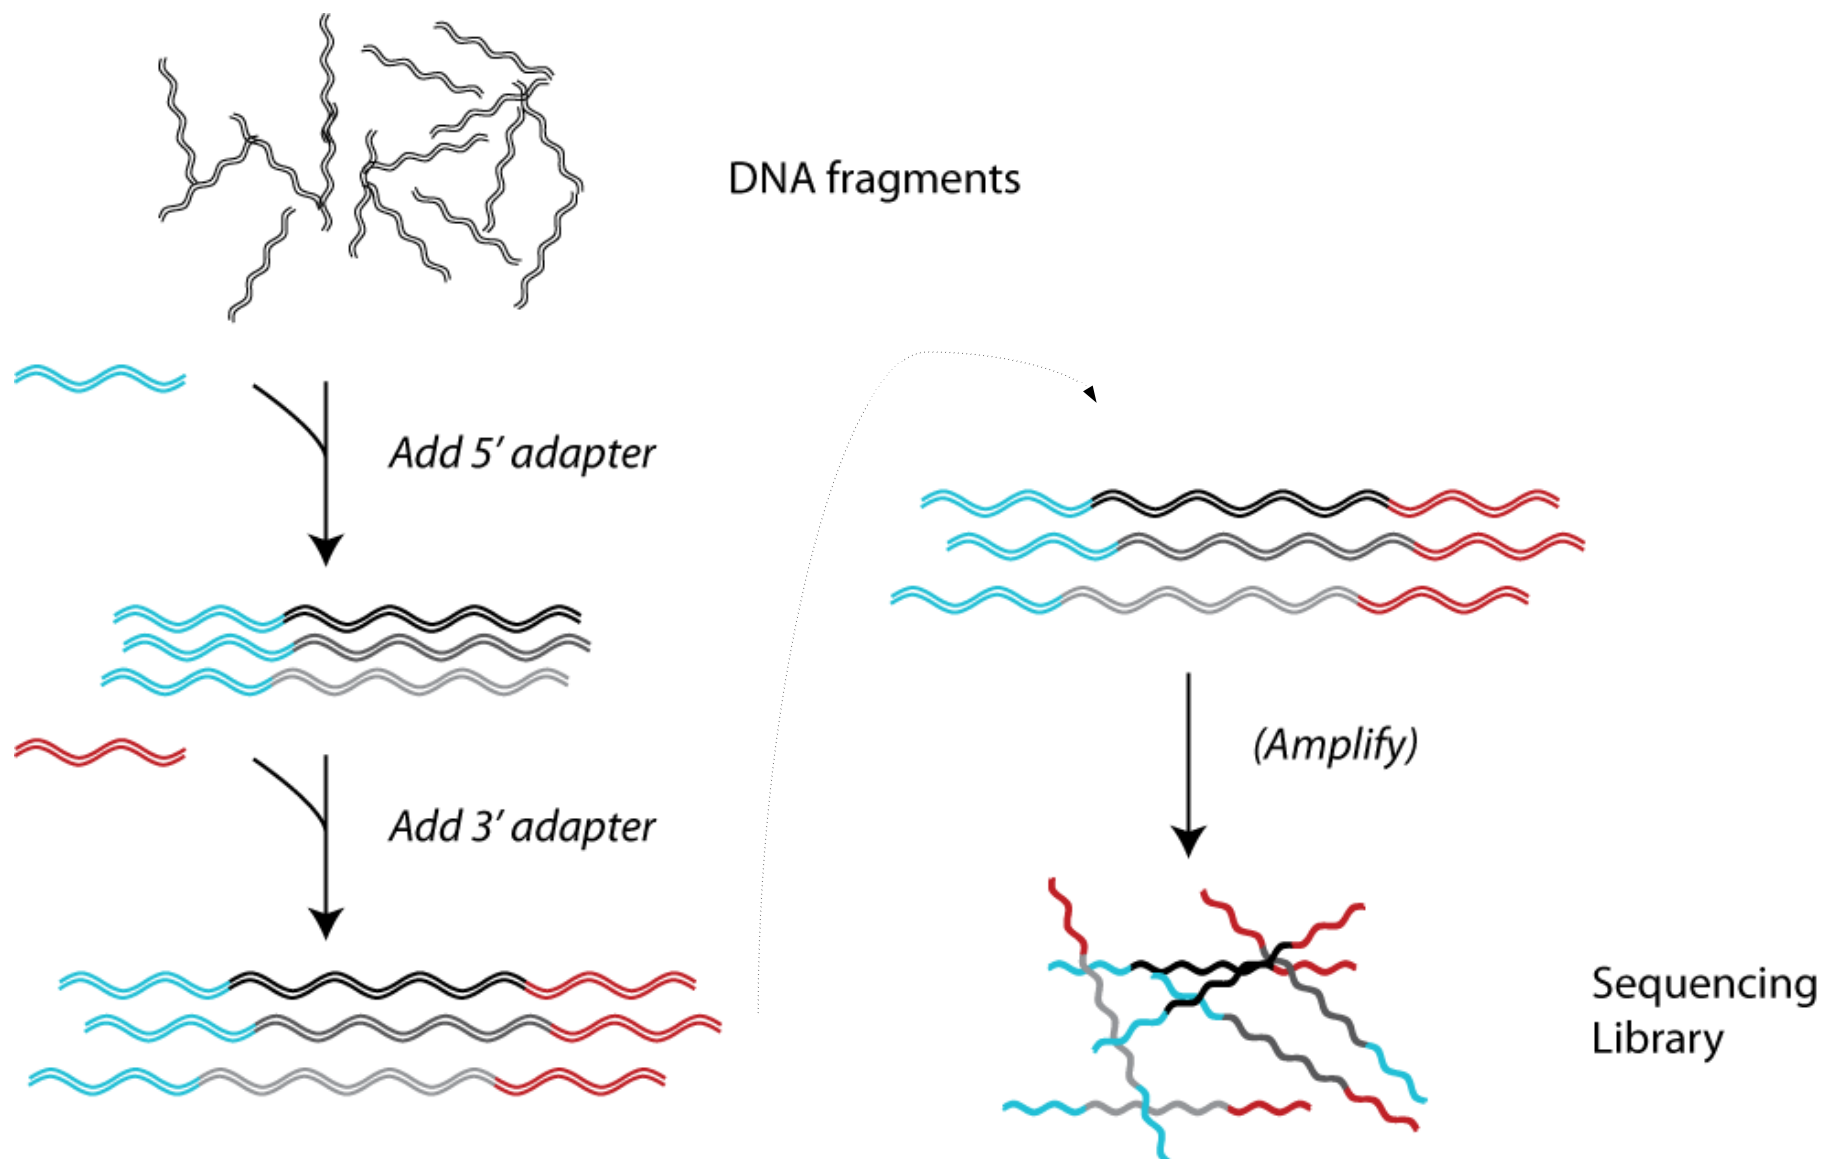 DNA fragments
Add 5′ adapter
Add 3′ adapter
(Amplify)
Sequencing
Library